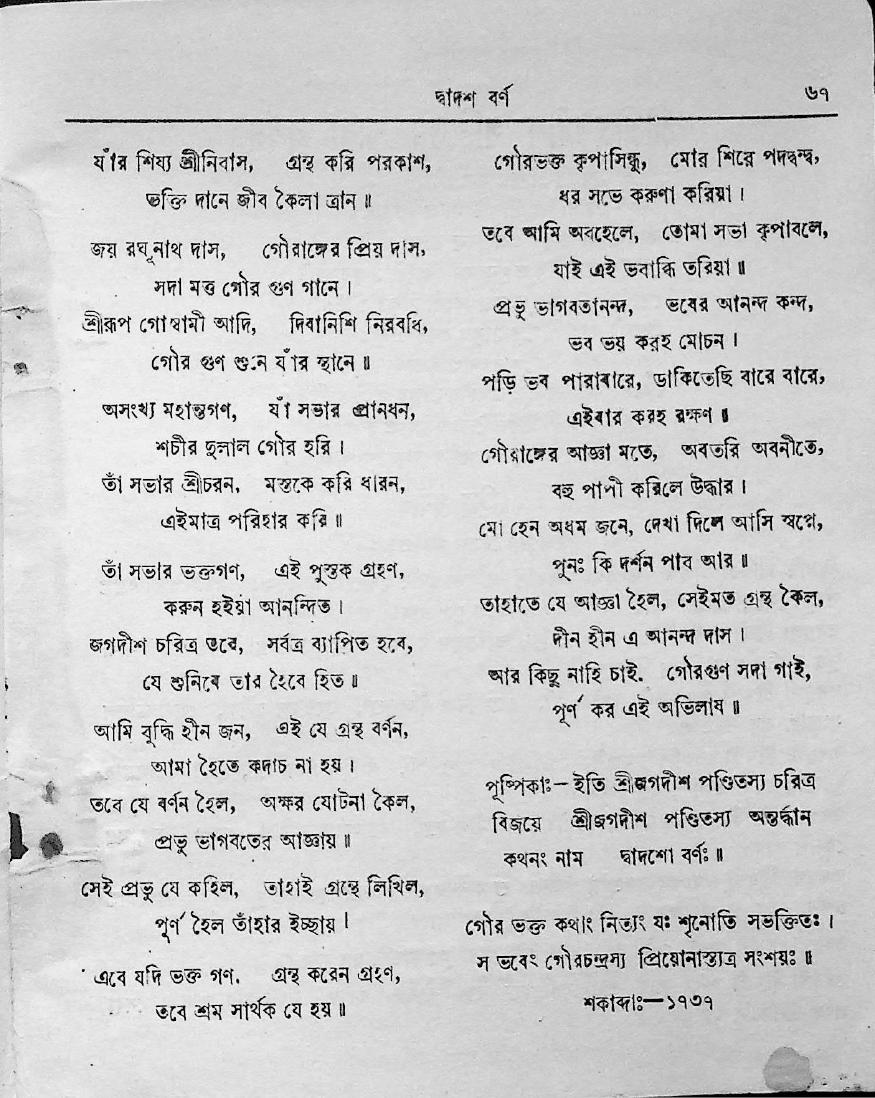 দ্বাদশ বর্ণ ৬৭
যাঁর শিষ্য শ্রীনিবাস, গ্রন্থ করি পরকাশ,
ভক্তি দানে জীব কৈলা ত্রান॥
জয় রঘুনাথ দাস, গৌরাঙ্গের প্রিয় দাস,
সদা মত্ত গৌর গুণ গানে।
শ্রীরূপ গোস্বামী আদি, দিবানিশি নিরবধি,
গৌর গুণ শুনে যাঁর স্থানে॥
অসংখ্য মহান্তগণ, যাঁ সভার প্রানধন,
শচীর দুলাল গৌর হরি।
তাঁ সভার শ্রীচরন, মস্তকে করি ধারন,
এইমাত্র পরিহার করি॥
তাঁ সভার ভক্তগণ, এই পুস্তক গ্রহণ,
করুন হইয়া আনন্দিত।
জগদীশ চরিত্র তবে, সর্বত্র ব্যাপিত হবে,
যে শুনিবে তার হৈবে হিত॥
আমি বুদ্ধি হীন জন, এই যে গ্রন্থ বর্ণন,
আমা হৈতে কদাচ না হয়।
তবে যে বর্ণন হৈল, অক্ষর যোটনা কৈল,
প্রভু ভাগবতের আজ্ঞায়॥
সেই প্রভু যে কহিল, তাহাই গ্রন্থে লিখিল,
পূর্ণ হৈল তাঁহার ইচ্ছায়।
এবে যদি ভক্ত গণ. গ্রন্থ করেন গ্রহণ,
তবে শ্রম সার্থক যে হয়॥
গৌরভক্ত কৃপাসিন্ধু, মোর শিরে পদদ্বন্দ্ব,
ধর সভে করুণা করিয়া।
তবে আমি অবহেলে, তোমা সভা কৃপাবলে,
যাই এই ভবাব্ধি তরিয়া॥
প্রভু ভাগবতানন্দ, ভবের আনন্দ কন্দ,
ভব ভয় করহ মোচন।
পড়ি ভব পারাবারে, ডাকিতেছি বারে বারে,
এইবার করহ রক্ষণ॥
গৌরাঙ্গের আজ্ঞা মতে, অবতরি অবনীতে,
বহু পাপী করিলে উদ্ধার।
মো হেন অধম জনে, দেখা দিলে আসি স্বপ্নে,
পুনঃ কি দর্শন পাব আর॥
তাহাতে যে আজ্ঞা হৈল, সেইমত গ্রন্থ কৈল,
দীন হীন এ আনন্দ দাস।
আর কিছু নাহি চাই. গৌরগুণ সদা গাই,
পূর্ণ কর এই অভিলাষ॥
পূষ্পিকাঃ— ইতি শ্রীজগদীশ পণ্ডিতস্য চরিত্র
বিজয়ে শ্রীজগদীশ পণ্ডিতস্য অন্তর্দ্ধান
কথনং নাম দ্বাদশো বর্ণঃ॥
গৌর ভক্ত কথাং নিত্যং যঃ শৃনোতি সভক্তিতঃ।
স ভবেং গৌরচন্দ্রস্য প্রিয়োনাস্ত্যত্র সংশয়ঃ॥
শকাব্দাঃ—১৭৩৭